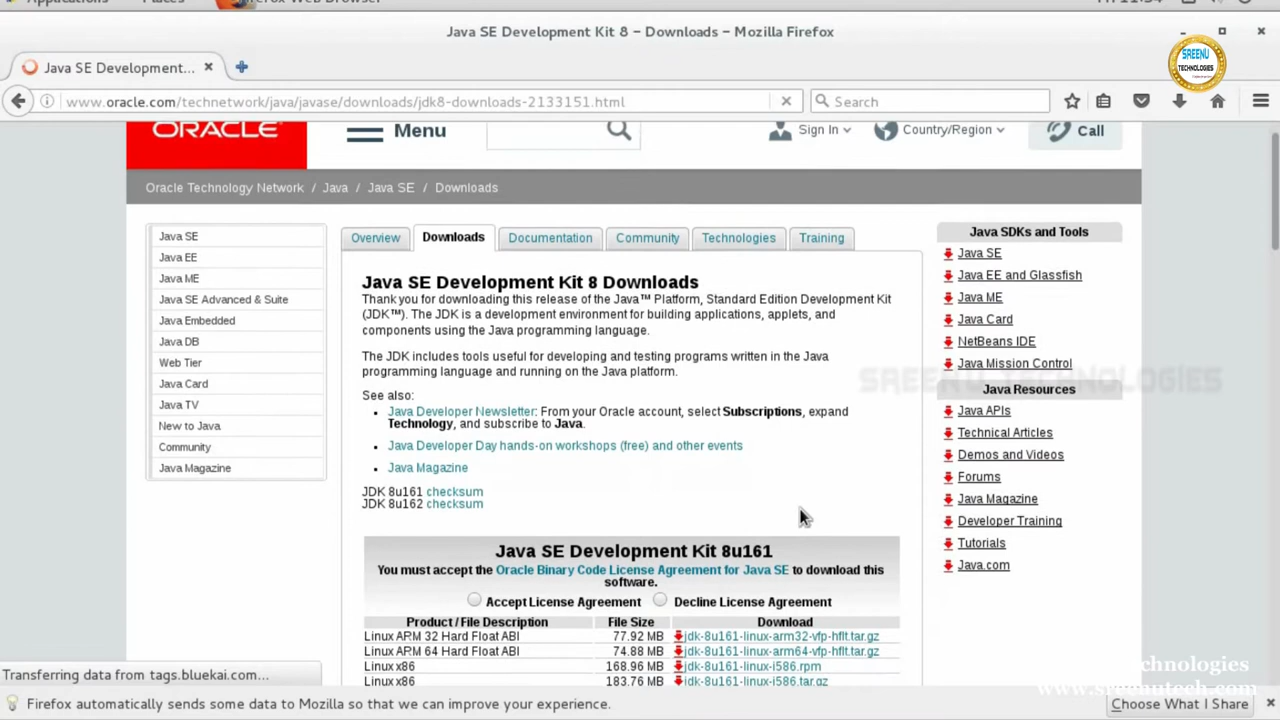 Applications Places Firefox Web Browser
Java SE Development Kit 8 – Downloads – Mozilla Firefox
Java SE Development...
SREENU
TECHNOLOGIES
www.oracle.com/technetwork/java/javase/downloads/jdk8-downloads-2133151.html
Search
ORACLE
Menu
Sign In
Country/Region
Call
Oracle Technology Network / Java / Java SE / Downloads
Java SE
Java EE
Java ME
Java SE Advanced & Suite
Java Embedded
Java DB
Web Tier
Java Card
Java TV
New to Java
Community
Java Magazine
Overview
Downloads
Documentation
Community
Technologies
Training
Java SE Development Kit 8 Downloads
Thank you for downloading this release of the Java™ Platform, Standard Edition Development Kit
(JDK™). The JDK is a development environment for building applications, applets, and
components using the Java programming language.
The JDK includes tools useful for developing and testing programs written in the Java
programming language and running on the Java platform.
See also:
Java Developer Newsletter: From your Oracle account, select Subscriptions, expand
Technology, and subscribe to Java.
Java Developer Day hands-on workshops (free) and other events
Java Magazine
JDK 8u161 checksum
JDK 8u162 checksum
Java SE Development Kit 8u161
You must accept the Oracle Binary Code License Agreement for Java SE to download this
software.
Accept License Agreement Decline License Agreement
Product / File Description File Size Download
Linux ARM 32 Hard Float ABI 77.92 MB jdk-8u161-linux-arm32-vfp-hflt.tar.gz
Linux ARM 64 Hard Float ABI 74.88 MB jdk-8u161-linux-arm64-vfp-hflt.tar.gz
Linux x86 168.96 MB jdk-8u161-linux-i586.rpm
Linux x86 183.76 MB jdk-8u161-linux-i586.tar.gz
Java SDKs and Tools
Java SE
Java EE and Glassfish
Java ME
Java Card
NetBeans IDE
Java Mission Control
SREENU TECHNOLOGIES
Java Resources
Java APIs
Technical Articles
Demos and Videos
Forums
Java Magazine
Developer Training
Tutorials
Java.com
Transferring data from tags.bluekai.com...
Technologies
www.sreenutech.com
Firefox automatically sends some data to Mozilla so that we can improve your experience.
Choose What I Share